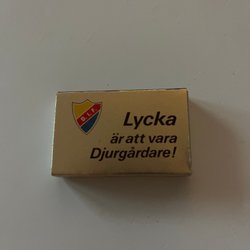 D.I.F.
Lycka
är att vara
Djurgårdare!